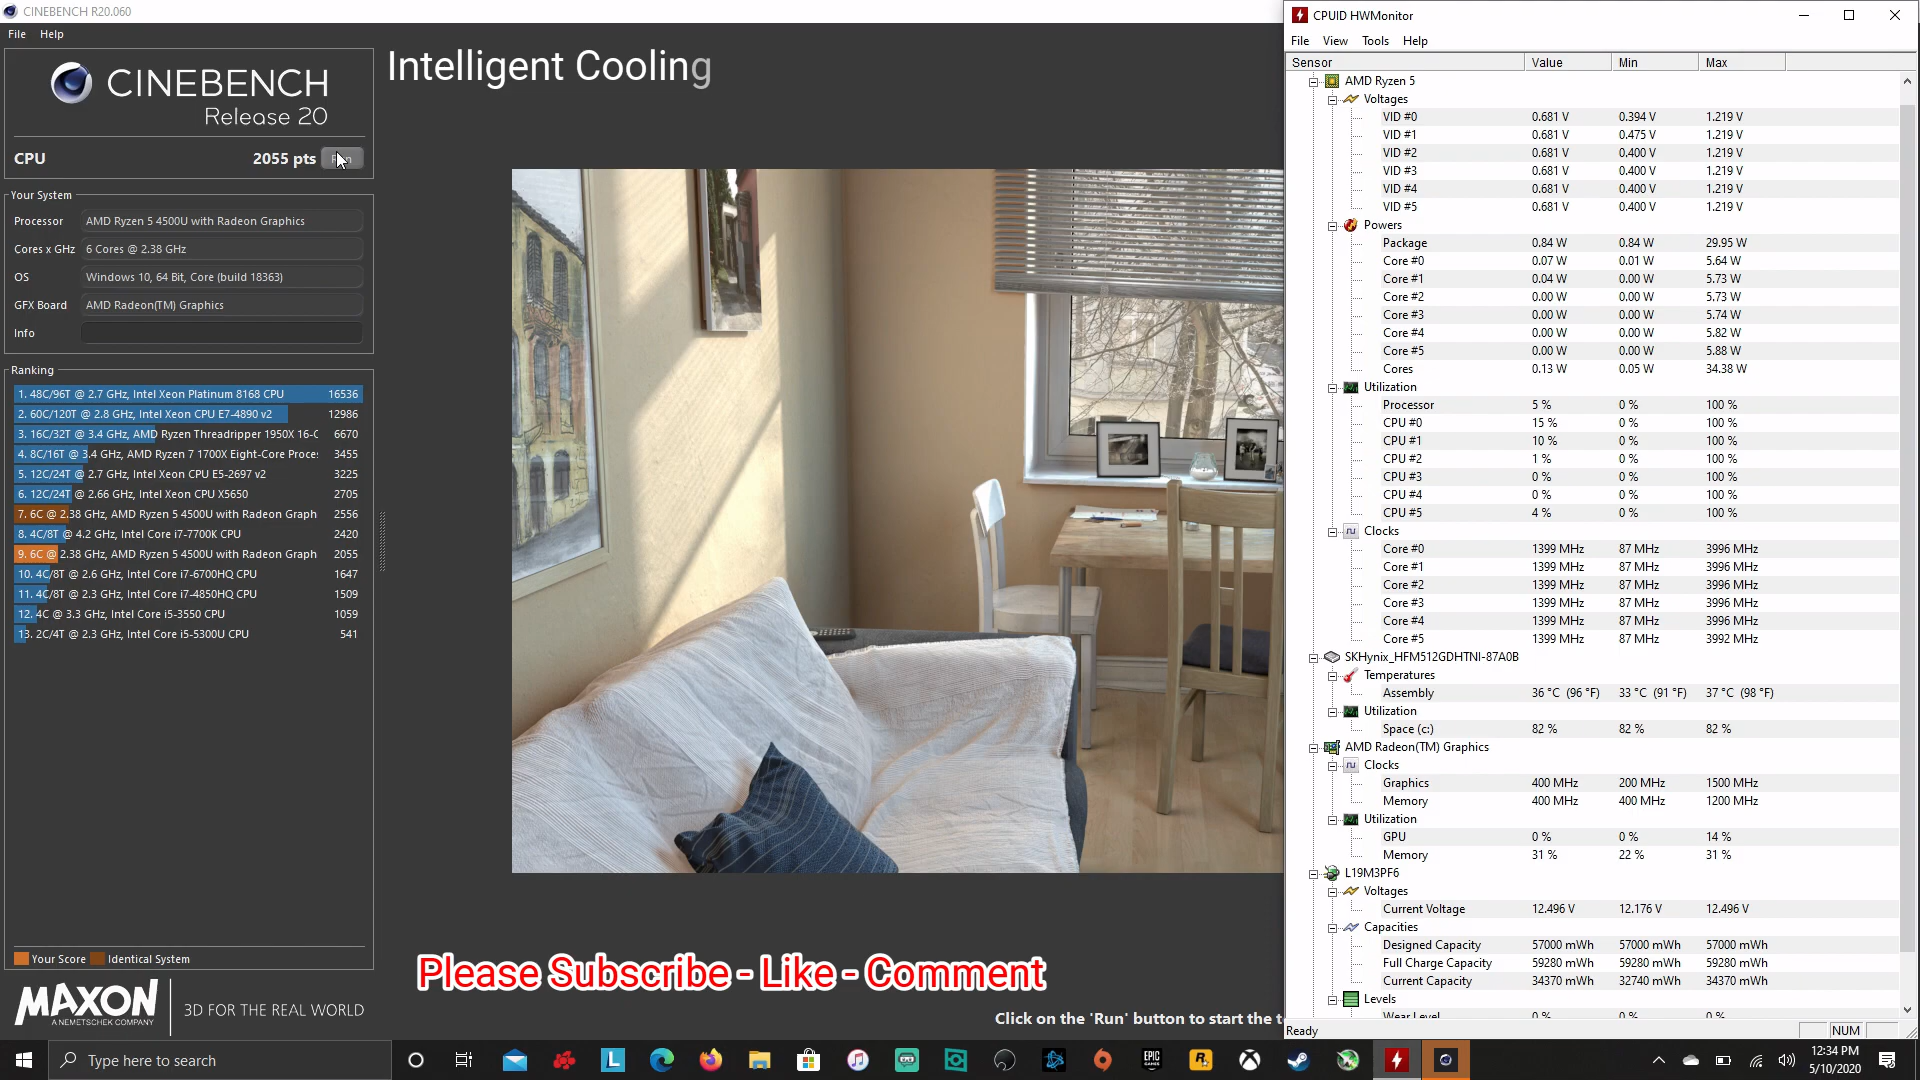 CINEBENCH R20.060
File Help
CINEBENCH
Release 20
CPU 2055 pts
Your System
Processor AMD Ryzen 5 4500U with Radeon Graphics
Cores x GHz 6 Cores @ 2.38 GHz
OS Windows 10, 64 Bit, Core (build 18363)
GFX Board AMD Radeon(TM) Graphics
Info
Ranking
1. 48C/96T @ 2.7 GHz, Intel Xeon Platinum 8168 CPU 16536
2. 60C/120T @ 2.8 GHz, Intel Xeon CPU E7-4890 v2 12986
3. 16C/32T @ 3.4 GHz, AMD Ryzen Threadripper 1950X 16-C 6670
4. 8C/16T @ 3.4 GHz, AMD Ryzen 7 1700X Eight-Core Proce: 3455
5. 12C/24T @ 2.7 GHz, Intel Xeon CPU E5-2697 v2 3225
6. 12C/24T @ 2.66 GHz, Intel Xeon CPU X5650 2705
7. 6C @ 2.38 GHz, AMD Ryzen 5 4500U with Radeon Graph 2556
8. 4C/8T @ 4.2 GHz, Intel Core i7-7700K CPU 2420
9. 6C @ 2.38 GHz, AMD Ryzen 5 4500U with Radeon Graph 2055
10. 4C/8T @ 2.6 GHz, Intel Core i7-6700HQ CPU 1647
11. 4C/8T @ 2.3 GHz, Intel Core i7-4850HQ CPU 1509
12. 4C @ 3.3 GHz, Intel Core i5-3550 CPU 1059
13. 2C/4T @ 2.3 GHz, Intel Core i5-5300U CPU 541
Your Score Identical System
MAXON
A NEMETSCHEK COMPANY
3D FOR THE REAL WORLD
Intelligent Cooling
Please Subscribe - Like - Comment
Click on the 'Run' button to start the t
CPUID HWMonitor
File View Tools Help
Sensor Value Min Max
AMD Ryzen 5
Voltages
VID #0 0.681 V 0.394 V 1.219 V
VID #1 0.681 V 0.475 V 1.219 V
VID #2 0.681 V 0.400 V 1.219 V
VID #3 0.681 V 0.400 V 1.219 V
VID #4 0.681 V 0.400 V 1.219 V
VID #5 0.681 V 0.400 V 1.219 V
Powers
Package 0.84 W 0.84 W 29.95 W
Core #0 0.07 W 0.01 W 5.64 W
Core #1 0.04 W 0.00 W 5.73 W
Core #2 0.00 W 0.00 W 5.73 W
Core #3 0.00 W 0.00 W 5.74 W
Core #4 0.00 W 0.00 W 5.82 W
Core #5 0.00 W 0.00 W 5.88 W
Cores 0.13 W 0.05 W 34.38 W
Utilization
Processor 5 % 0 % 100 %
CPU #0 15 % 0 % 100 %
CPU #1 10 % 0 % 100 %
CPU #2 1 % 0 % 100 %
CPU #3 0 % 0 % 100 %
CPU #4 0 % 0 % 100 %
CPU #5 4 % 0 % 100 %
Clocks
Core #0 1399 MHz 87 MHz 3996 MHz
Core #1 1399 MHz 87 MHz 3996 MHz
Core #2 1399 MHz 87 MHz 3996 MHz
Core #3 1399 MHz 87 MHz 3996 MHz
Core #4 1399 MHz 87 MHz 3996 MHz
Core #5 1399 MHz 87 MHz 3992 MHz
SKHynix_HFM512GDHTNI-87A0B
Temperatures
Assembly 36 °C (96 °F) 33 °C (91 °F) 37 °C (98 °F)
Utilization
Space (c:) 82 % 82 % 82 %
AMD Radeon(TM) Graphics
Clocks
Graphics 400 MHz 200 MHz 1500 MHz
Memory 400 MHz 400 MHz 1200 MHz
Utilization
GPU 0 % 0 % 14 %
Memory 31 % 22 % 31 %
L19M3PF6
Voltages
Current Voltage 12.496 V 12.176 V 12.496 V
Capacities
Designed Capacity 57000 mWh 57000 mWh 57000 mWh
Full Charge Capacity 59280 mWh 59280 mWh 59280 mWh
Current Capacity 34370 mWh 32740 mWh 34370 mWh
Levels
Wear Level 0 % 0 % 0 %
Ready NUM
Type here to search
L
EPIC GAMES
R
12:34 PM
5/10/2020